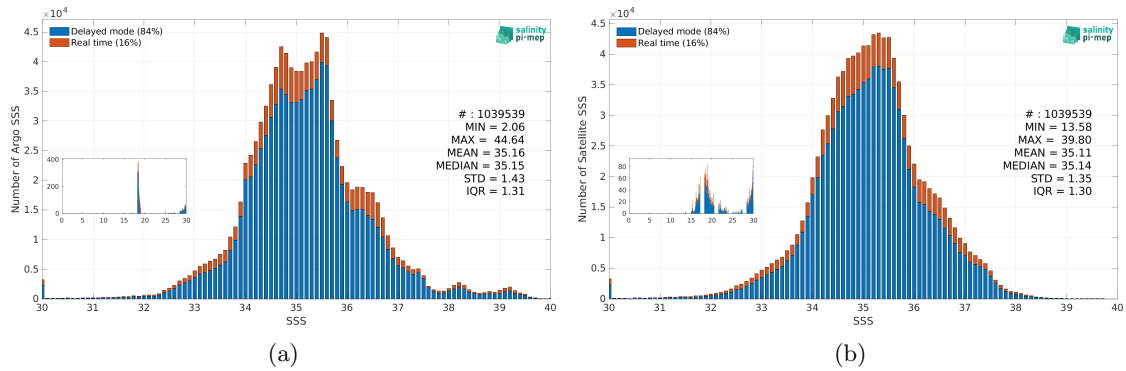 ×10⁴
Delayed mode (84%)
Real time (16%)
salinity
pi-mep
# : 1039539
MIN = 2.06
MAX = 44.64
MEAN = 35.16
MEDIAN = 35.15
STD = 1.43
IQR = 1.31
Number of Argo SSS
4.5
4
3.5
3
2.5
2
1.5
1
0.5
0
400
200
0
0 5 10 15 20 25 30
30 31 32 33 34 35 36 37 38 39 40
SSS
(a)
×10⁴
Delayed mode (84%)
Real time (16%)
salinity
pi-mep
# : 1039539
MIN = 13.58
MAX = 39.80
MEAN = 35.11
MEDIAN = 35.14
STD = 1.35
IQR = 1.30
Number of Satellite SSS
4.5
4
3.5
3
2.5
2
1.5
1
0.5
0
80
60
40
20
0
0 5 10 15 20 25 30
30 31 32 33 34 35 36 37 38 39 40
SSS
(b)